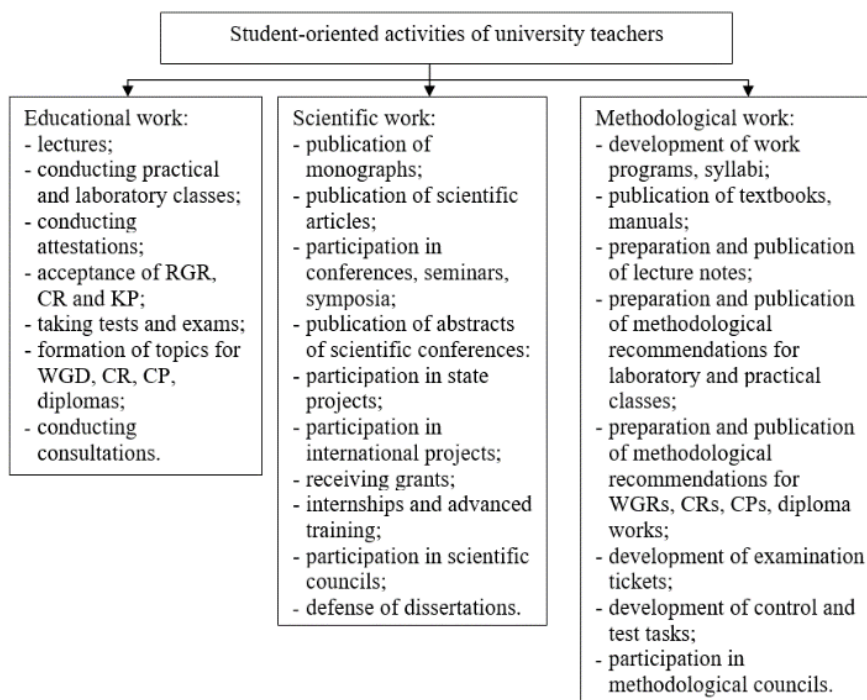 Student-oriented activities of university teachers
Educational work:
- lectures;
- conducting practical
and laboratory classes;
- conducting
attestations;
- acceptance of RGR,
CR and KP;
- taking tests and exams;
- formation of topics for
WGD, CR, CP,
diplomas;
- conducting
consultations.
Scientific work:
- publication of
monographs;
- publication of scientific
articles;
- participation in
conferences, seminars,
symposia;
- publication of abstracts
of scientific conferences:
- participation in state
projects;
- participation in
international projects;
- receiving grants;
- internships and advanced
training;
- participation in scientific
councils;
- defense of dissertations.
Methodological work:
- development of work
programs, syllabi;
- publication of textbooks,
manuals;
- preparation and publication
of lecture notes;
- preparation and publication
of methodological
recommendations for
laboratory and practical
classes;
- preparation and publication
of methodological
recommendations for
WGRs, CRs, CPs, diploma
works;
- development of examination
tickets;
- development of control and
test tasks;
- participation in
methodological councils.